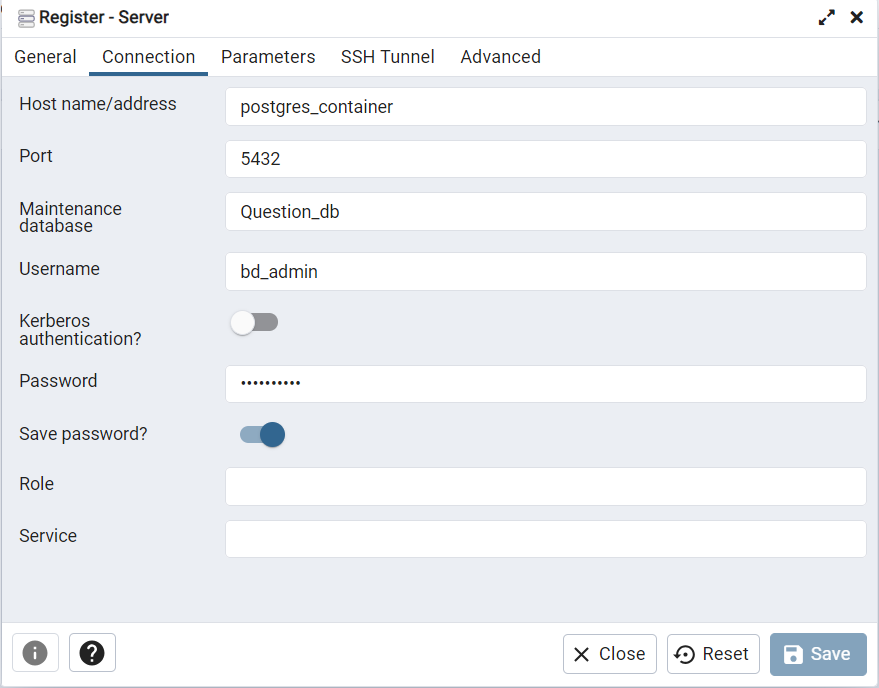 Register - Server
General Connection Parameters SSH Tunnel Advanced
Host name/address postgres_container
Port 5432
Maintenance
database
Question_db
Username bd_admin
Kerberos
authentication?
Password ••••••••••
Save password?
Role
Service
Close Reset Save